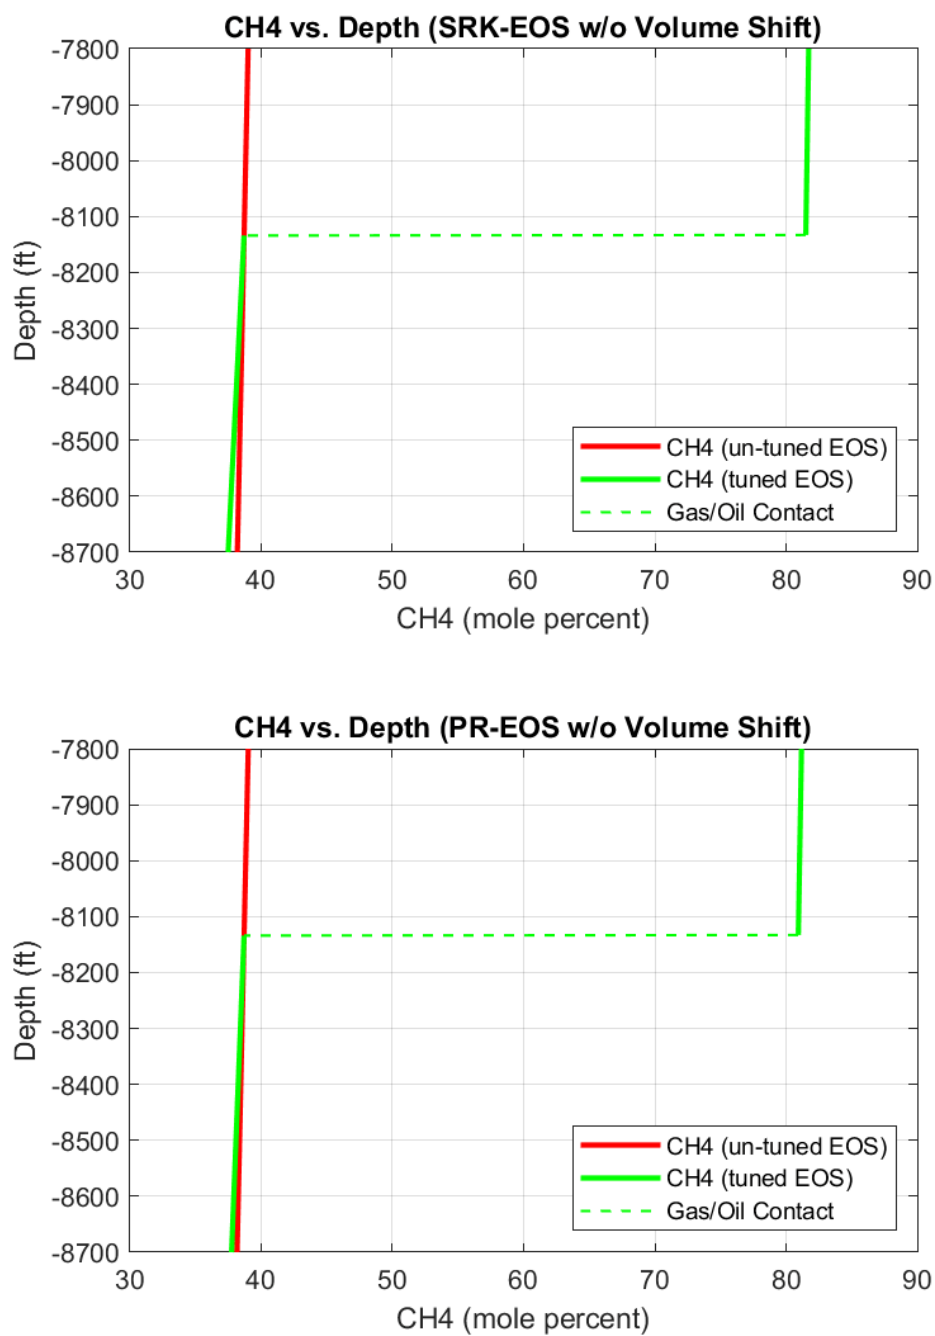 CH4 vs. Depth (SRK-EOS w/o Volume Shift)
-7800
-7900
-8000
-8100
-8200
-8300
-8400
-8500
-8600
-8700
Depth (ft)
CH4 (un-tuned EOS)
CH4 (tuned EOS)
Gas/Oil Contact
30 40 50 60 70 80 90
CH4 (mole percent)
CH4 vs. Depth (PR-EOS w/o Volume Shift)
-7800
-7900
-8000
-8100
-8200
-8300
-8400
-8500
-8600
-8700
Depth (ft)
CH4 (un-tuned EOS)
CH4 (tuned EOS)
Gas/Oil Contact
30 40 50 60 70 80 90
CH4 (mole percent)